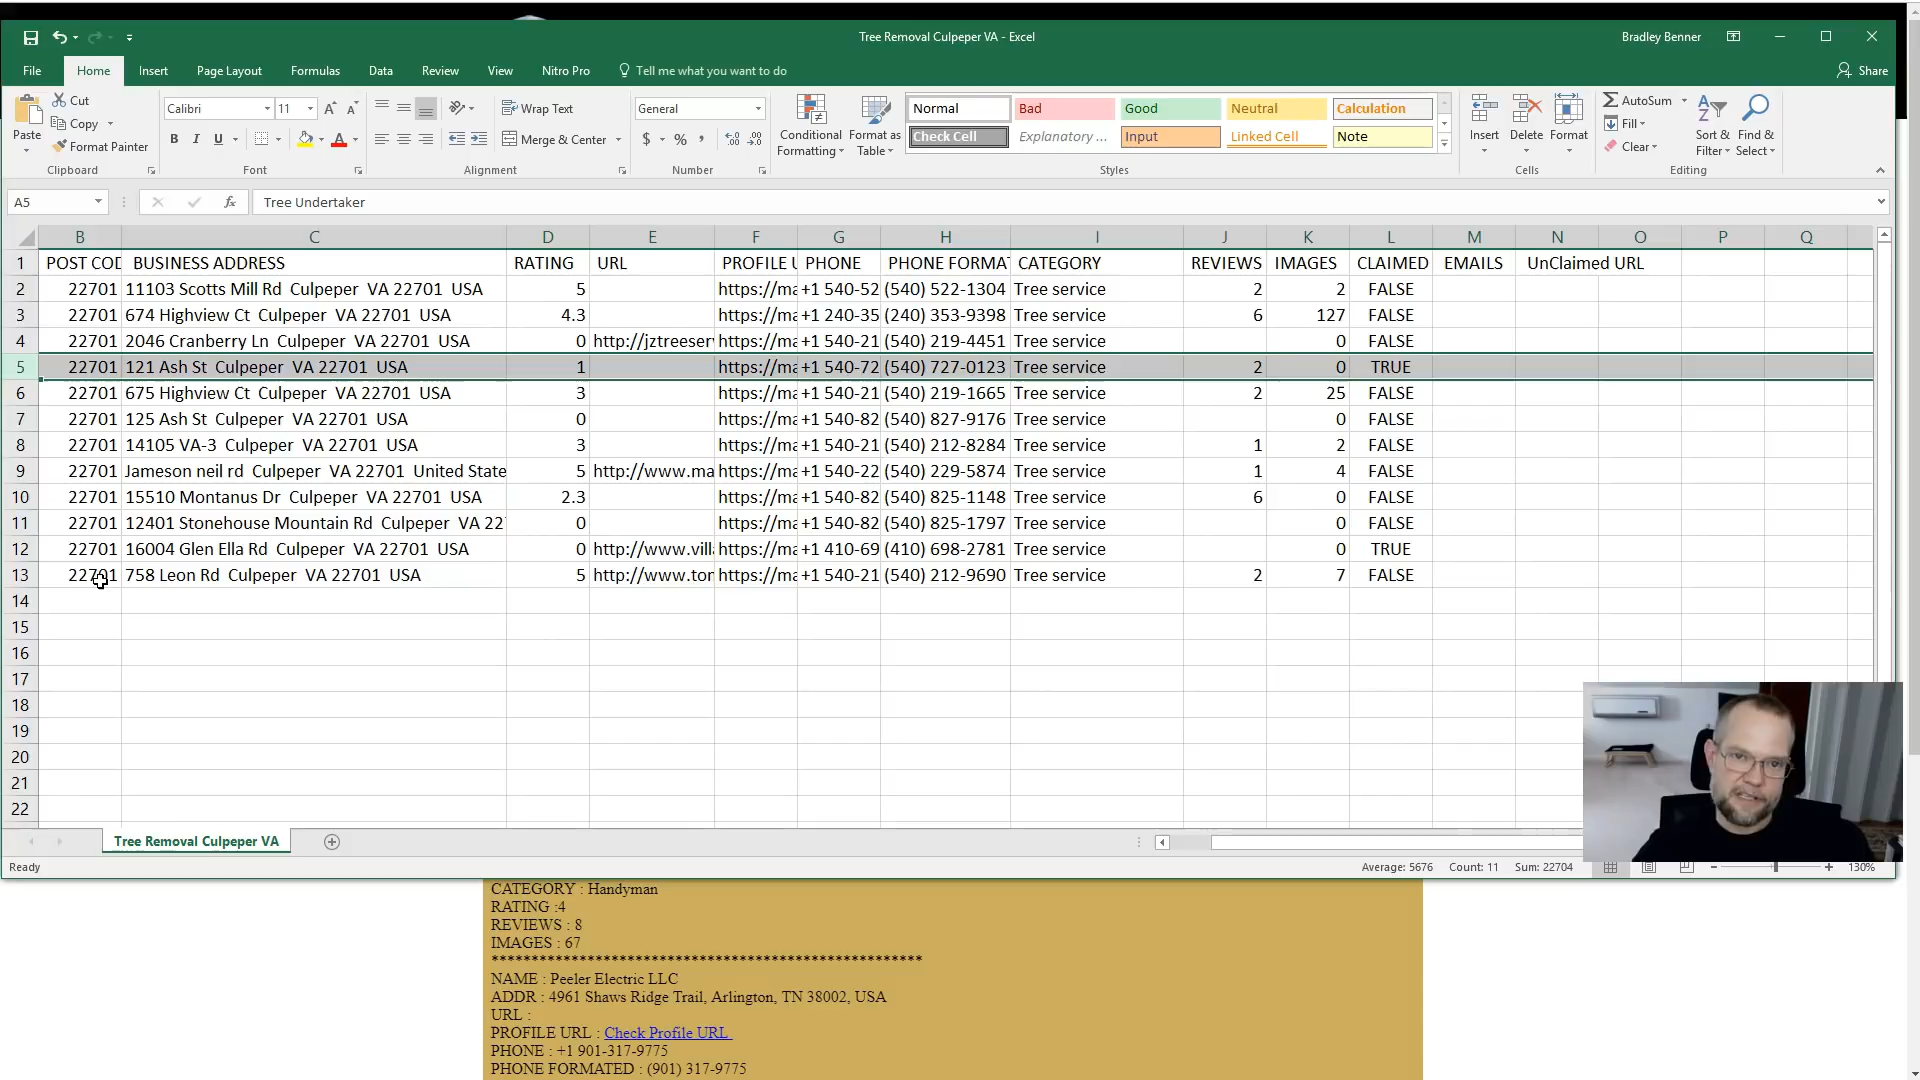 Tree Removal Culpeper VA - Excel
Bradley Benner
File Home Insert Page Layout Formulas Data Review View Nitro Pro Tell me what you want to do Share
Paste
Cut
Copy
Format Painter
Clipboard
Calibri 11
B I U
Font
Wrap Text
Merge & Center
Alignment
General
$ % ,
Number
Conditional Formatting
Format as Table
Normal Bad Good Neutral Calculation
Check Cell Explanatory ... Input Linked Cell Note
Styles
Insert Delete Format
Cells
AutoSum
Fill
Clear
Sort & Filter
Find & Select
Editing
A5 fx Tree Undertaker
B C D E F G H I J K L M N O P Q
1 POST COD BUSINESS ADDRESS RATING URL PROFILE U PHONE PHONE FORMAT CATEGORY REVIEWS IMAGES CLAIMED EMAILS UnClaimed URL
2 22701 11103 Scotts Mill Rd Culpeper VA 22701 USA 5 https://ma +1 540-52 (540) 522-1304 Tree service 2 2 FALSE
3 22701 674 Highview Ct Culpeper VA 22701 USA 4.3 https://ma +1 240-35 (240) 353-9398 Tree service 6 127 FALSE
4 22701 2046 Cranberry Ln Culpeper VA 22701 USA 0 http://jztreeser https://ma +1 540-21 (540) 219-4451 Tree service 0 FALSE
5 22701 121 Ash St Culpeper VA 22701 USA 1 https://ma +1 540-72 (540) 727-0123 Tree service 2 0 TRUE
6 22701 675 Highview Ct Culpeper VA 22701 USA 3 https://ma +1 540-21 (540) 219-1665 Tree service 2 25 FALSE
7 22701 125 Ash St Culpeper VA 22701 USA 0 https://ma +1 540-82 (540) 827-9176 Tree service 0 FALSE
8 22701 14105 VA-3 Culpeper VA 22701 USA 3 https://ma +1 540-21 (540) 212-8284 Tree service 1 2 FALSE
9 22701 Jameson neil rd Culpeper VA 22701 United State 5 http://www.ma https://ma +1 540-22 (540) 229-5874 Tree service 1 4 FALSE
10 22701 15510 Montanus Dr Culpeper VA 22701 USA 2.3 https://ma +1 540-82 (540) 825-1148 Tree service 6 0 FALSE
11 22701 12401 Stonehouse Mountain Rd Culpeper VA 22 0 https://ma +1 540-82 (540) 825-1797 Tree service 0 FALSE
12 22701 16004 Glen Ella Rd Culpeper VA 22701 USA 0 http://www.vill https://ma +1 410-69 (410) 698-2781 Tree service 0 TRUE
13 22701 758 Leon Rd Culpeper VA 22701 USA 5 http://www.tor https://ma +1 540-21 (540) 212-9690 Tree service 2 7 FALSE
14
15
16
17
18
19
20
21
22
Tree Removal Culpeper VA
Ready Average: 5676 Count: 11 Sum: 22704 130%
CATEGORY : Handyman
RATING :4
REVIEWS : 8
IMAGES : 67
******************************************************
NAME : Peeler Electric LLC
ADDR : 4961 Shaws Ridge Trail, Arlington, TN 38002, USA
URL :
PROFILE URL : Check Profile URL
PHONE : +1 901-317-9775
PHONE FORMATED : (901) 317-9775